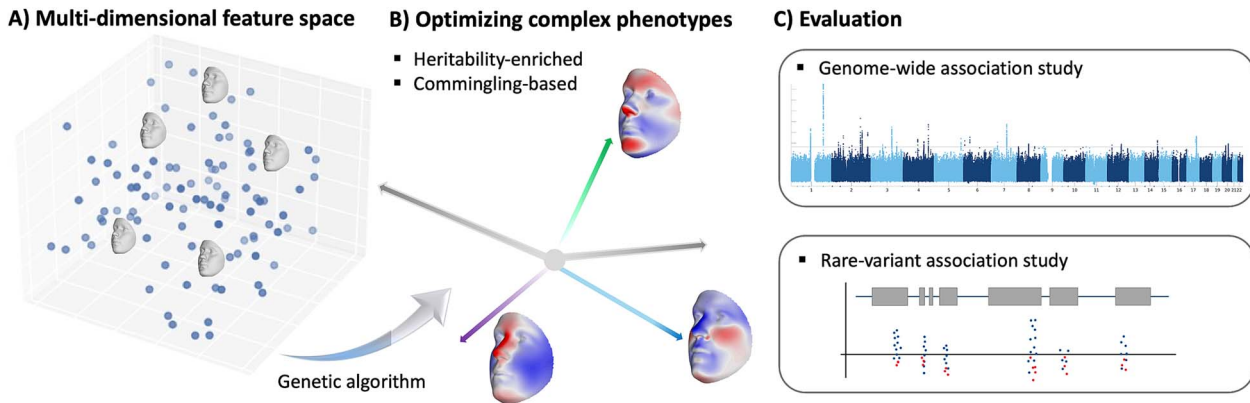 A) Multi-dimensional feature space
Genetic algorithm
B) Optimizing complex phenotypes
▪ Heritability-enriched
▪ Commingling-based
C) Evaluation
▪ Genome-wide association study
1 2 3 4 5 6 7 8 9 10 11 12 13 14 15 16 17 18 19 20 21 22
▪ Rare-variant association study